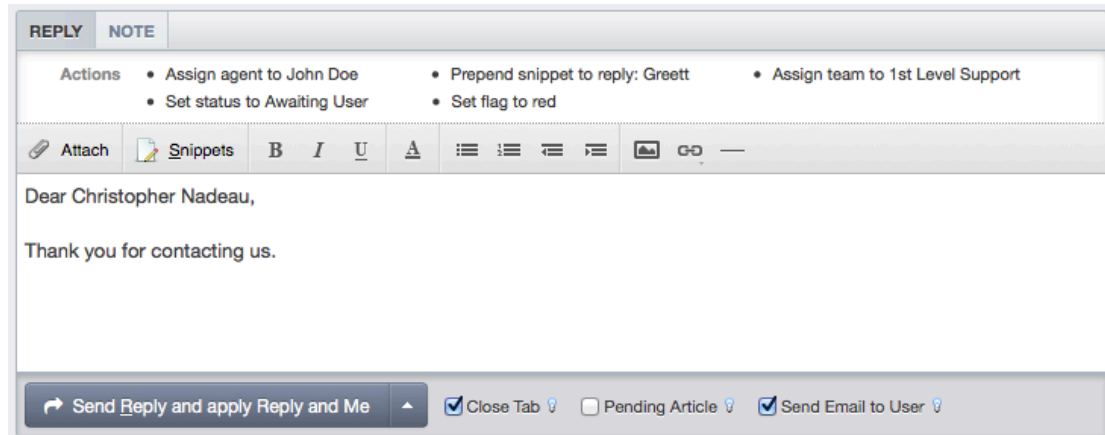 REPLY NOTE
Actions • Assign agent to John Doe • Prepend snippet to reply: Greett • Assign team to 1st Level Support
• Set status to Awaiting User • Set flag to red
Attach Snippets B I U A
Dear Christopher Nadeau,
Thank you for contacting us.
Send Reply and apply Reply and Me Close Tab Pending Article Send Email to User